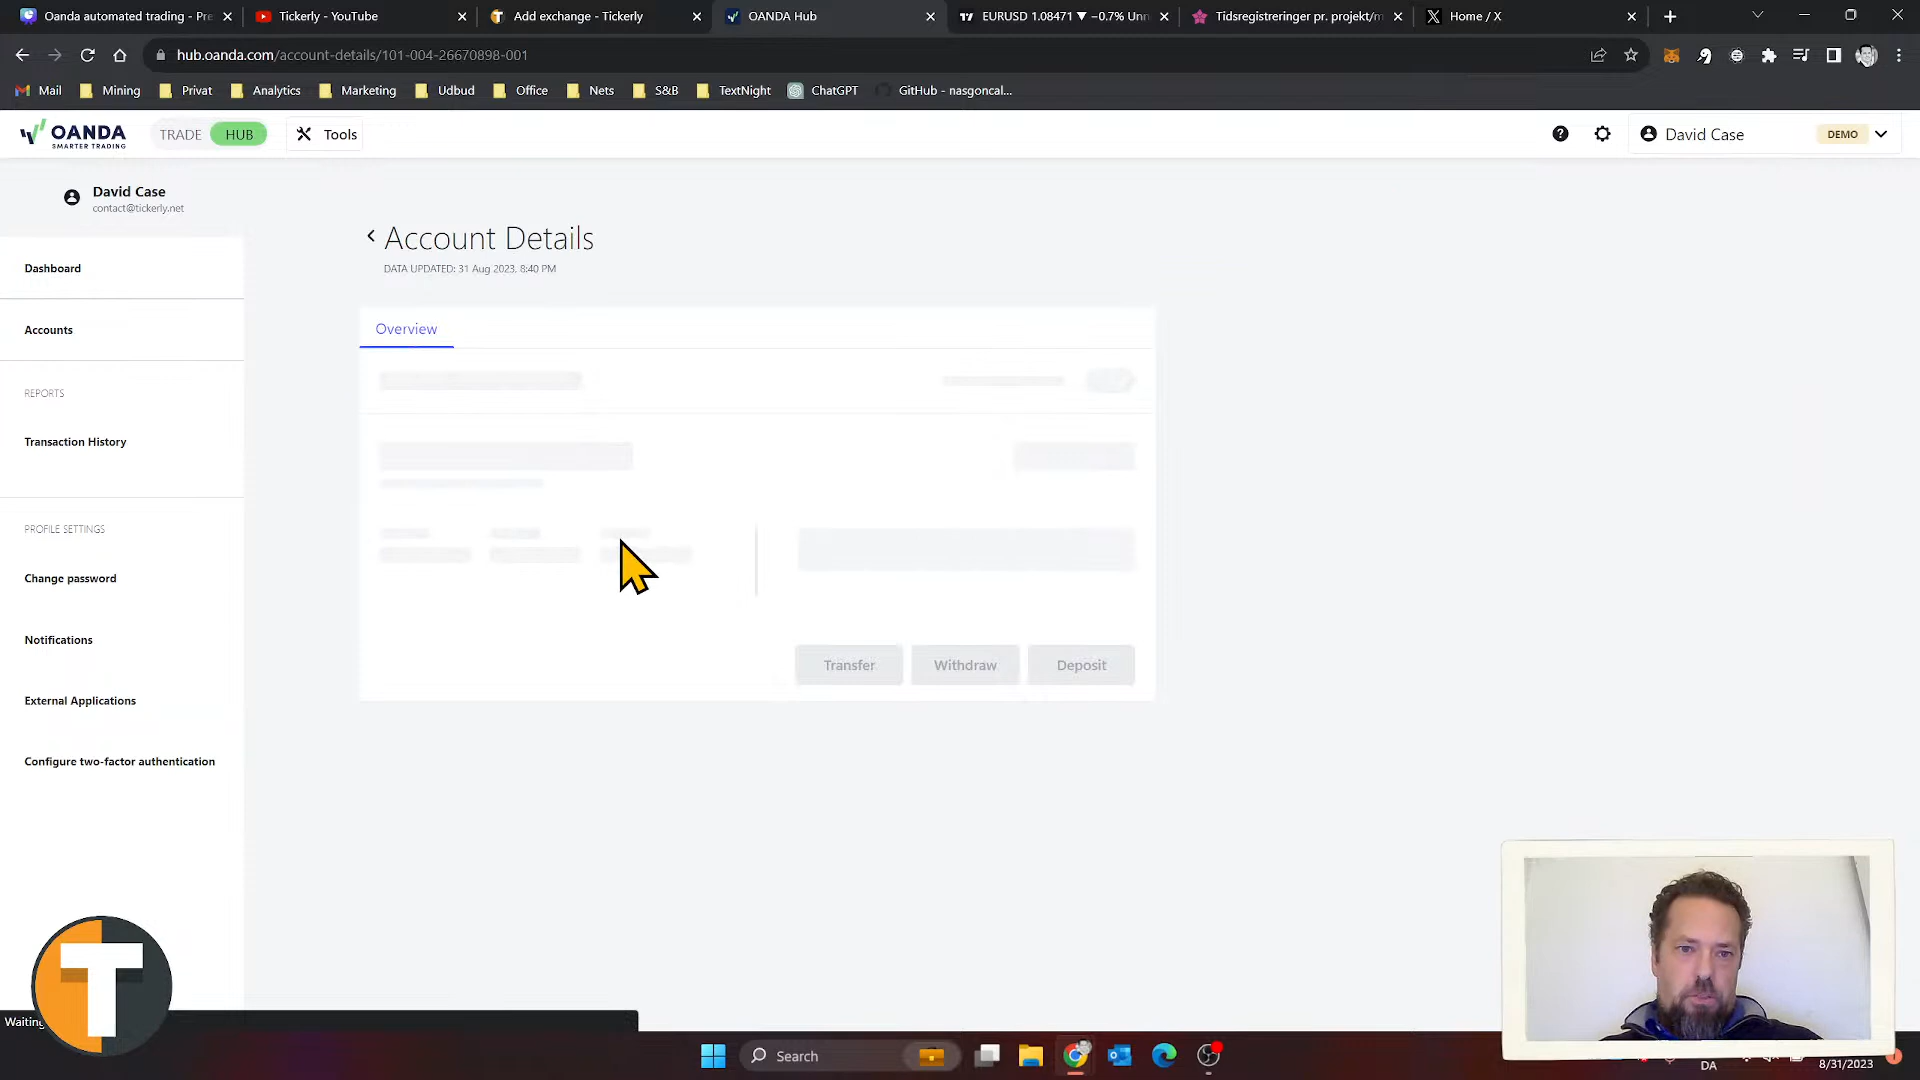 Oanda automated trading - Pre
Tickerly - YouTube
Add exchange - Tickerly
OANDA Hub
EURUSD 1.08471 ▼ −0.7% Unn
Tidsregistreringer pr. projekt/m
Home / X
hub.oanda.com/account-details/101-004-26670898-001
Mail
Mining
Privat
Analytics
Marketing
Udbud
Office
Nets
S&B
TextNight
ChatGPT
GitHub - nasgoncal...
OANDA
SMARTER TRADING
TRADE
HUB
Tools
David Case
DEMO
David Case
contact@tickerly.net
Account Details
DATA UPDATED: 31 Aug 2023, 8:40 PM
Dashboard
Accounts
Overview
REPORTS
Transaction History
PROFILE SETTINGS
Change password
Notifications
External Applications
Configure two-factor authentication
Transfer
Withdraw
Deposit
T
Waiting
Search
DA
8/31/2023